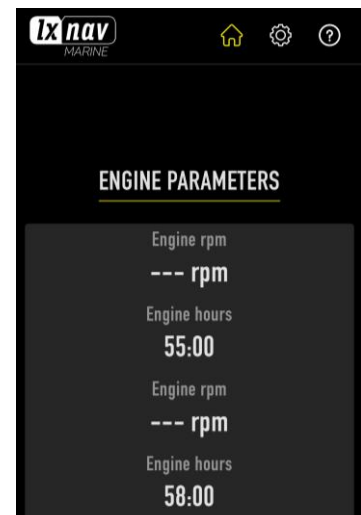 lx nav
MARINE
ENGINE PARAMETERS
Engine rpm
--- rpm
Engine hours
55:00
Engine rpm
--- rpm
Engine hours
58:00